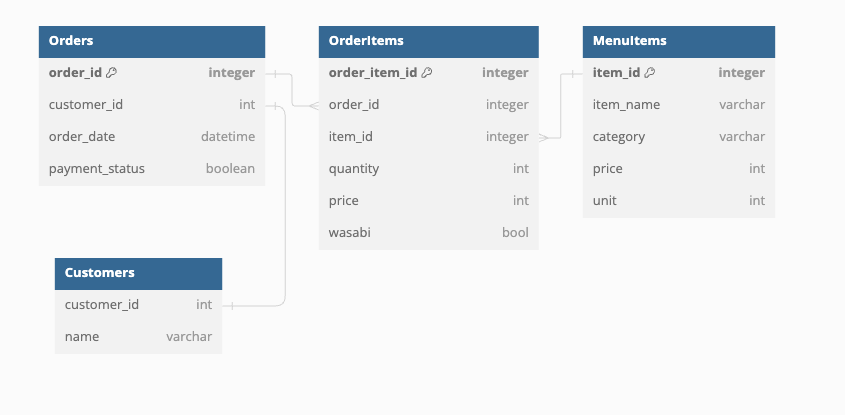 Orders
order_id integer
customer_id int
order_date datetime
payment_status boolean
OrderItems
order_item_id integer
order_id integer
item_id integer
quantity int
price int
wasabi bool
MenuItems
item_id integer
item_name varchar
category varchar
price int
unit int
Customers
customer_id int
name varchar